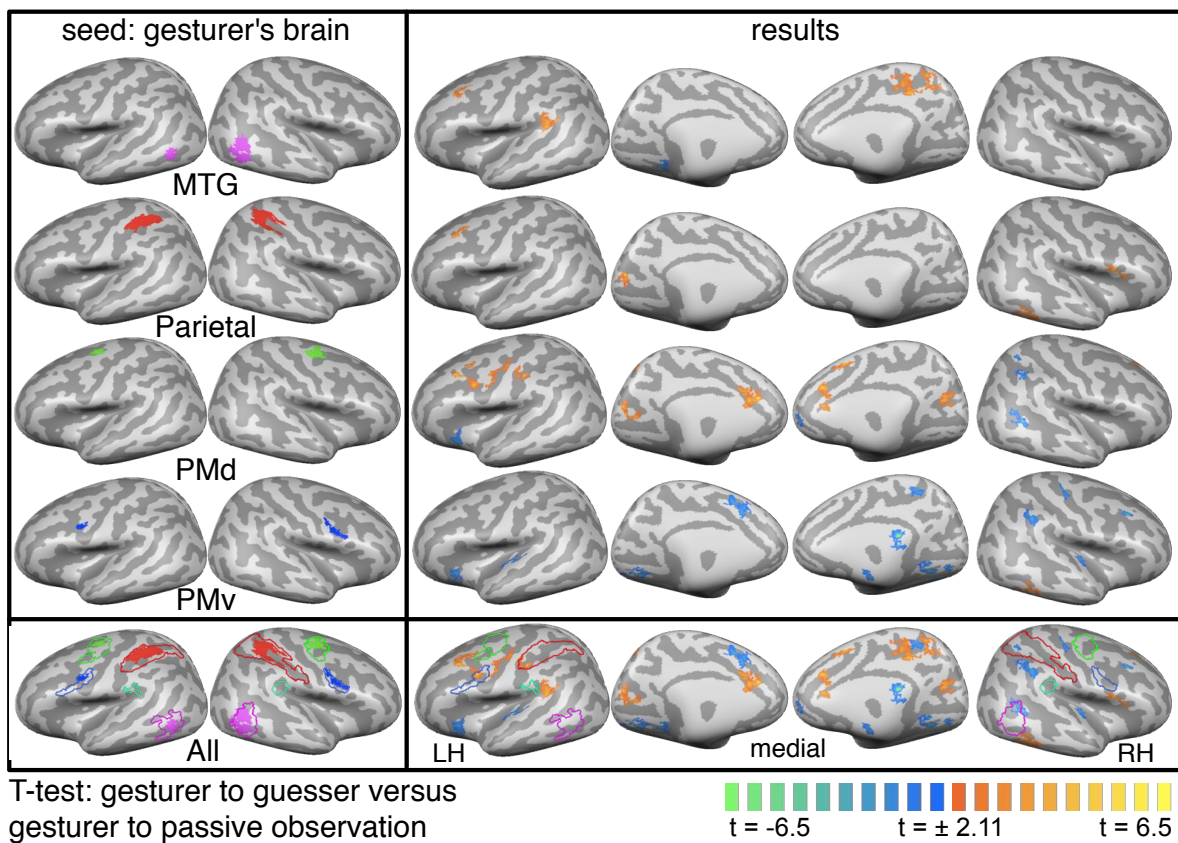 seed: gesturer's brain
results
MTG
Parietal
PMd
PMv
All
LH
medial
RH
T-test: gesturer to guesser versus
gesturer to passive observation
t = -6.5
t = ± 2.11
t = 6.5